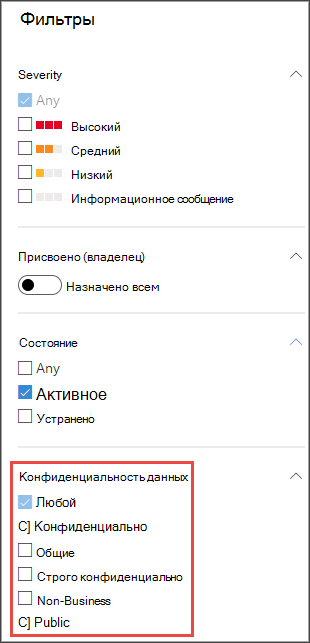 Фильтры
Severity
Any
Высокий
Средний
Низкий
Информационное сообщение
Присвоено (владелец)
Назначено всем
Состояние
Any
Активное
Устранено
Конфиденциальность данных
Любой
C] Конфиденциально
Общие
Строго конфиденциально
Non-Business
C] Public